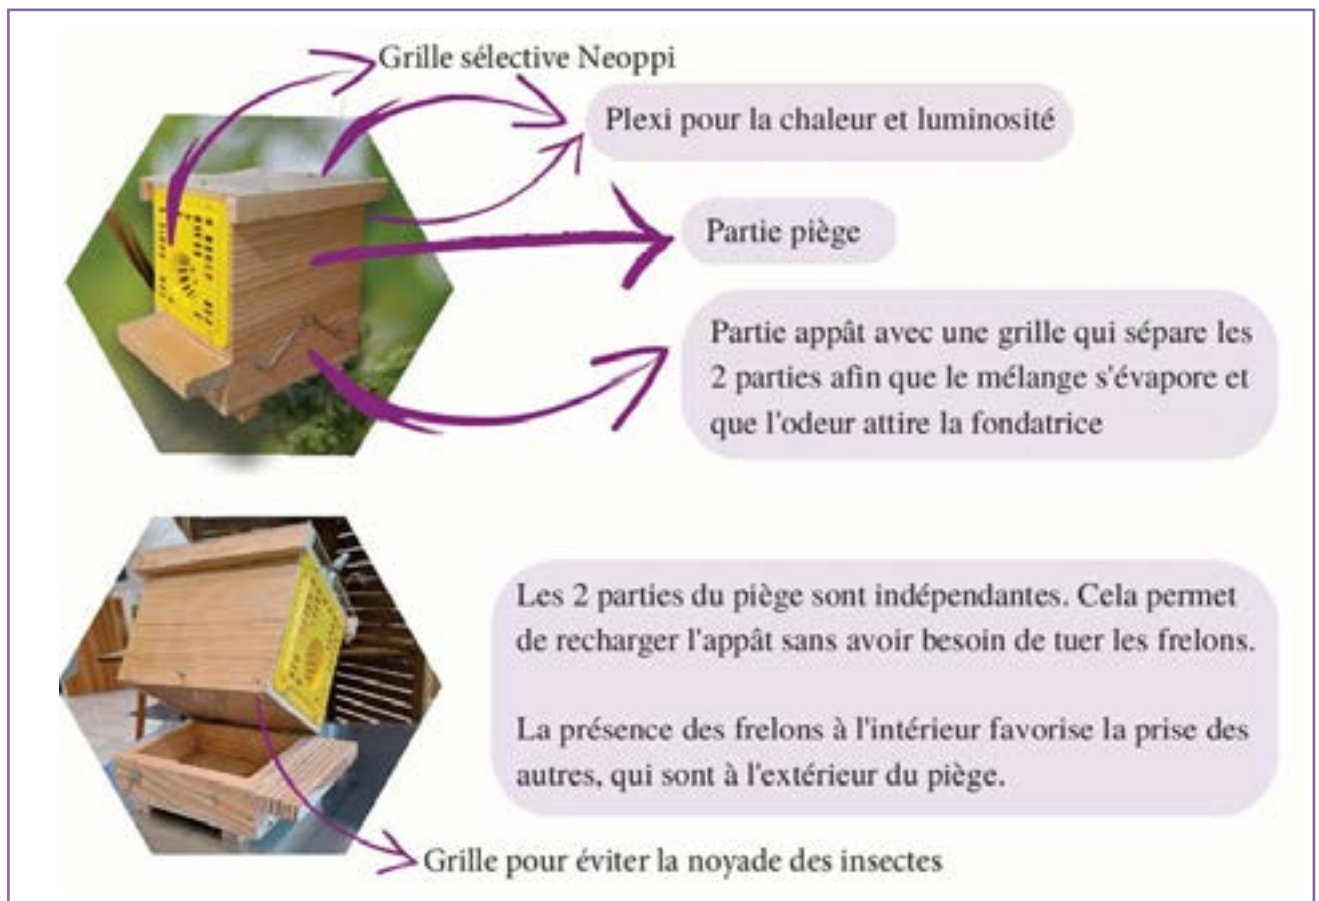 Grille sélective Neoppi
Plexi pour la chaleur et luminosité
Partie piège
Partie appât avec une grille qui sépare les
2 parties afin que le mélange s'évapore et
que l'odeur attire la fondatrice
Les 2 parties du piège sont indépendantes. Cela permet
de recharger l'appât sans avoir besoin de tuer les frelons.
La présence des frelons à l'intérieur favorise la prise des
autres, qui sont à l'extérieur du piège.
Grille pour éviter la noyade des insectes